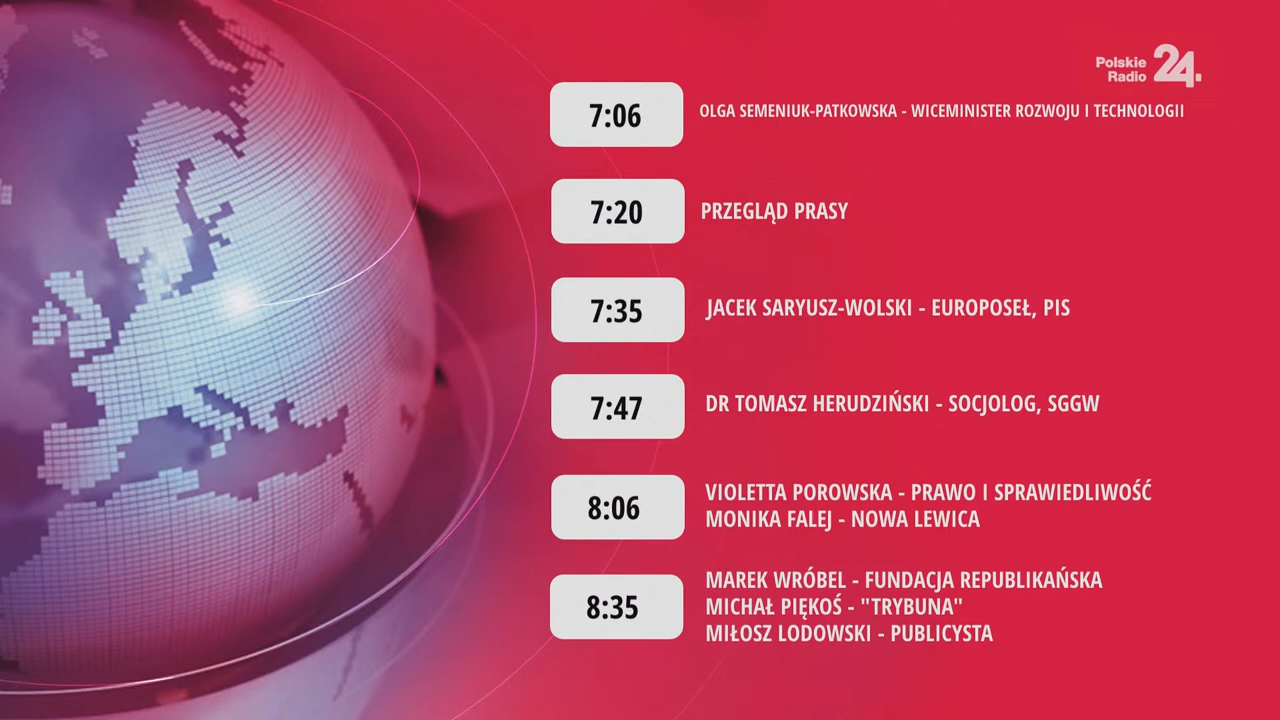 Polskie
Radio
24.
7:06
OLGA SEMENIUK-PATKOWSKA - WICEMINISTER ROZWOJU I TECHNOLOGII
7:20
PRZEGLĄD PRASY
7:35
JACEK SARYUSZ-WOLSKI - EUROPOSEŁ, PIS
7:47
DR TOMASZ HERUDZIŃSKI - SOCJOLOG, SGGW
8:06
VIOLETTA POROWSKA - PRAWO I SPRAWIEDLIWOŚĆ
MONIKA FALEJ - NOWA LEWICA
8:35
MAREK WRÓBEL - FUNDACJA REPUBLIKAŃSKA
MICHAŁ PIĘKOŚ - "TRYBUNA"
MIŁOSZ LODOWSKI - PUBLICYSTA